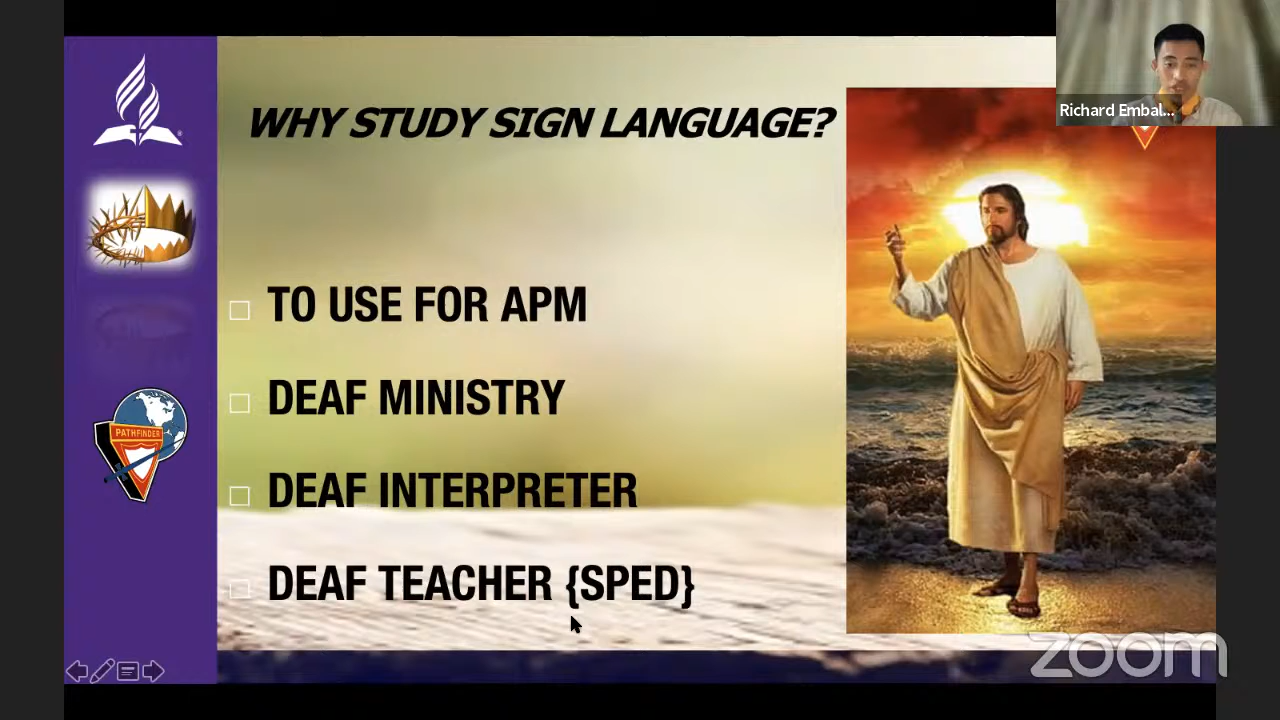 Richard Embal...
WHY STUDY SIGN LANGUAGE?
TO USE FOR APM
DEAF MINISTRY
PATHFINDER
DEAF INTERPRETER
DEAF TEACHER {SPED}
zoom